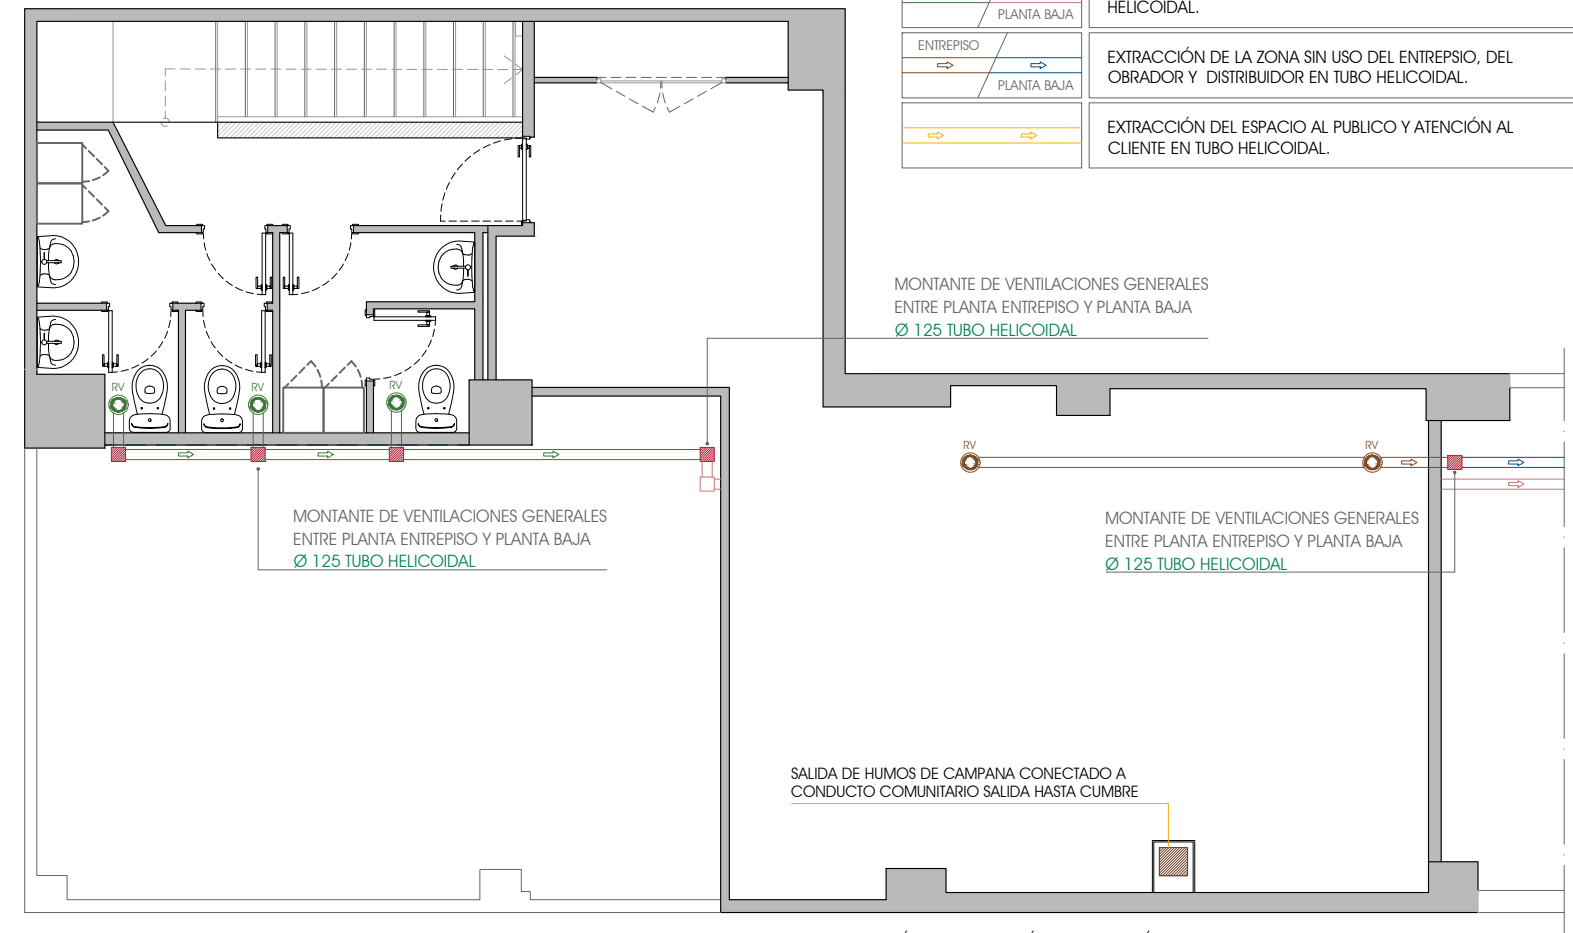 PLANTA BAJA
HELICOIDAL.
ENTREPISO
PLANTA BAJA
EXTRACCIÓN DE LA ZONA SIN USO DEL ENTREPSIO, DEL
OBRADOR Y DISTRIBUIDOR EN TUBO HELICOIDAL.
EXTRACCIÓN DEL ESPACIO AL PUBLICO Y ATENCIÓN AL
CLIENTE EN TUBO HELICOIDAL.
MONTANTE DE VENTILACIONES GENERALES
ENTRE PLANTA ENTREPISO Y PLANTA BAJA
Ø 125 TUBO HELICOIDAL
RV
RV
RV
RV
RV
MONTANTE DE VENTILACIONES GENERALES
ENTRE PLANTA ENTREPISO Y PLANTA BAJA
Ø 125 TUBO HELICOIDAL
MONTANTE DE VENTILACIONES GENERALES
ENTRE PLANTA ENTREPISO Y PLANTA BAJA
Ø 125 TUBO HELICOIDAL
SALIDA DE HUMOS DE CAMPANA CONECTADO A
CONDUCTO COMUNITARIO SALIDA HASTA CUMBRE